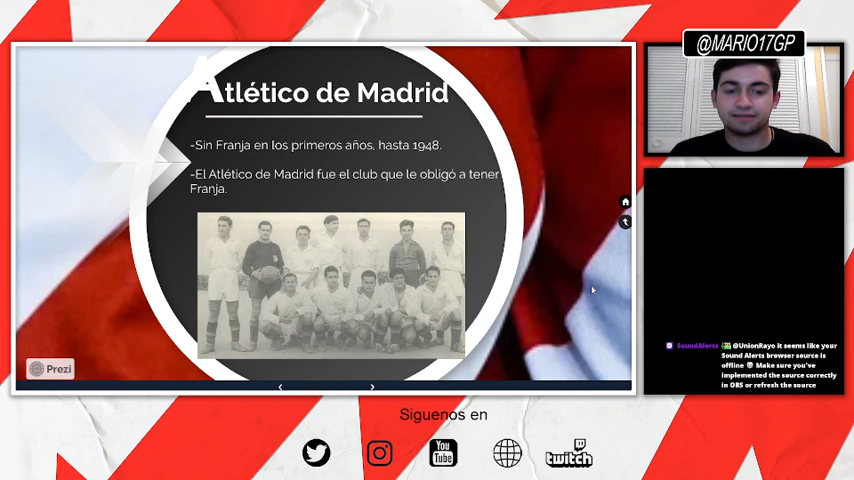 @MARIO17GP
Atlético de Madrid
-Sin Franja en los primeros años, hasta 1948.
-El Atlético de Madrid fue el club que le obligó a tener
Franja.
Prezi
SoundAlerts @UnionRayo it seems like your
Sound Alerts browser source is
offline Make sure you've
implemented the source correctly
in OBS or refresh the source
Siguenos en
You
Tube
twitch